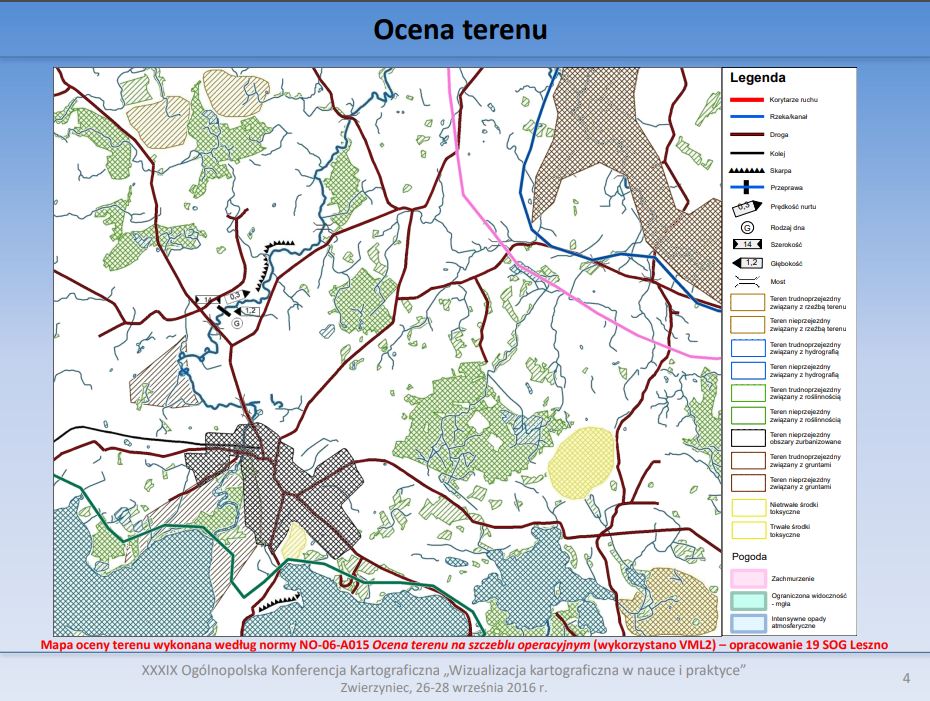 Ocena terenu
14
0,3
1,2
G
Legenda
Korytarze ruchu
Rzeka/kanał
Droga
Kolej
Skarpa
Przeprawa
0,3
Prędkość nurtu
G
Rodzaj dna
14
Szerokość
1,2
Głębokość
Most
Teren trudnoprzejezdny
związany z rzeźbą terenu
Teren nieprzejezdny
związany z rzeźbą terenu
Teren trudnoprzejezdny
związany z hydrografią
Teren nieprzejezdny
związany z hydrografią
Teren trudnoprzejezdny
związany z roślinnością
Teren nieprzejezdny
związany z roślinnością
Teren nieprzejezdny
obszary zurbanizowane
Teren trudnoprzejezdny
związany z gruntami
Teren nieprzejezdny
związany z gruntami
Nietrwałe środki
toksyczne
Trwałe środki
toksyczne
Pogoda
Zachmurzenie
Ograniczona widoczność
- mgła
Intensywne opady
atmosferyczne
Mapa oceny terenu wykonana według normy NO-06-A015 Ocena terenu na szczeblu operacyjnym (wykorzystano VML2) – opracowanie 19 SOG Leszno
XXXIX Ogólnopolska Konferencja Kartograficzna „Wizualizacja kartograficzna w nauce i praktyce”
Zwierzyniec, 26-28 września 2016 r.
4